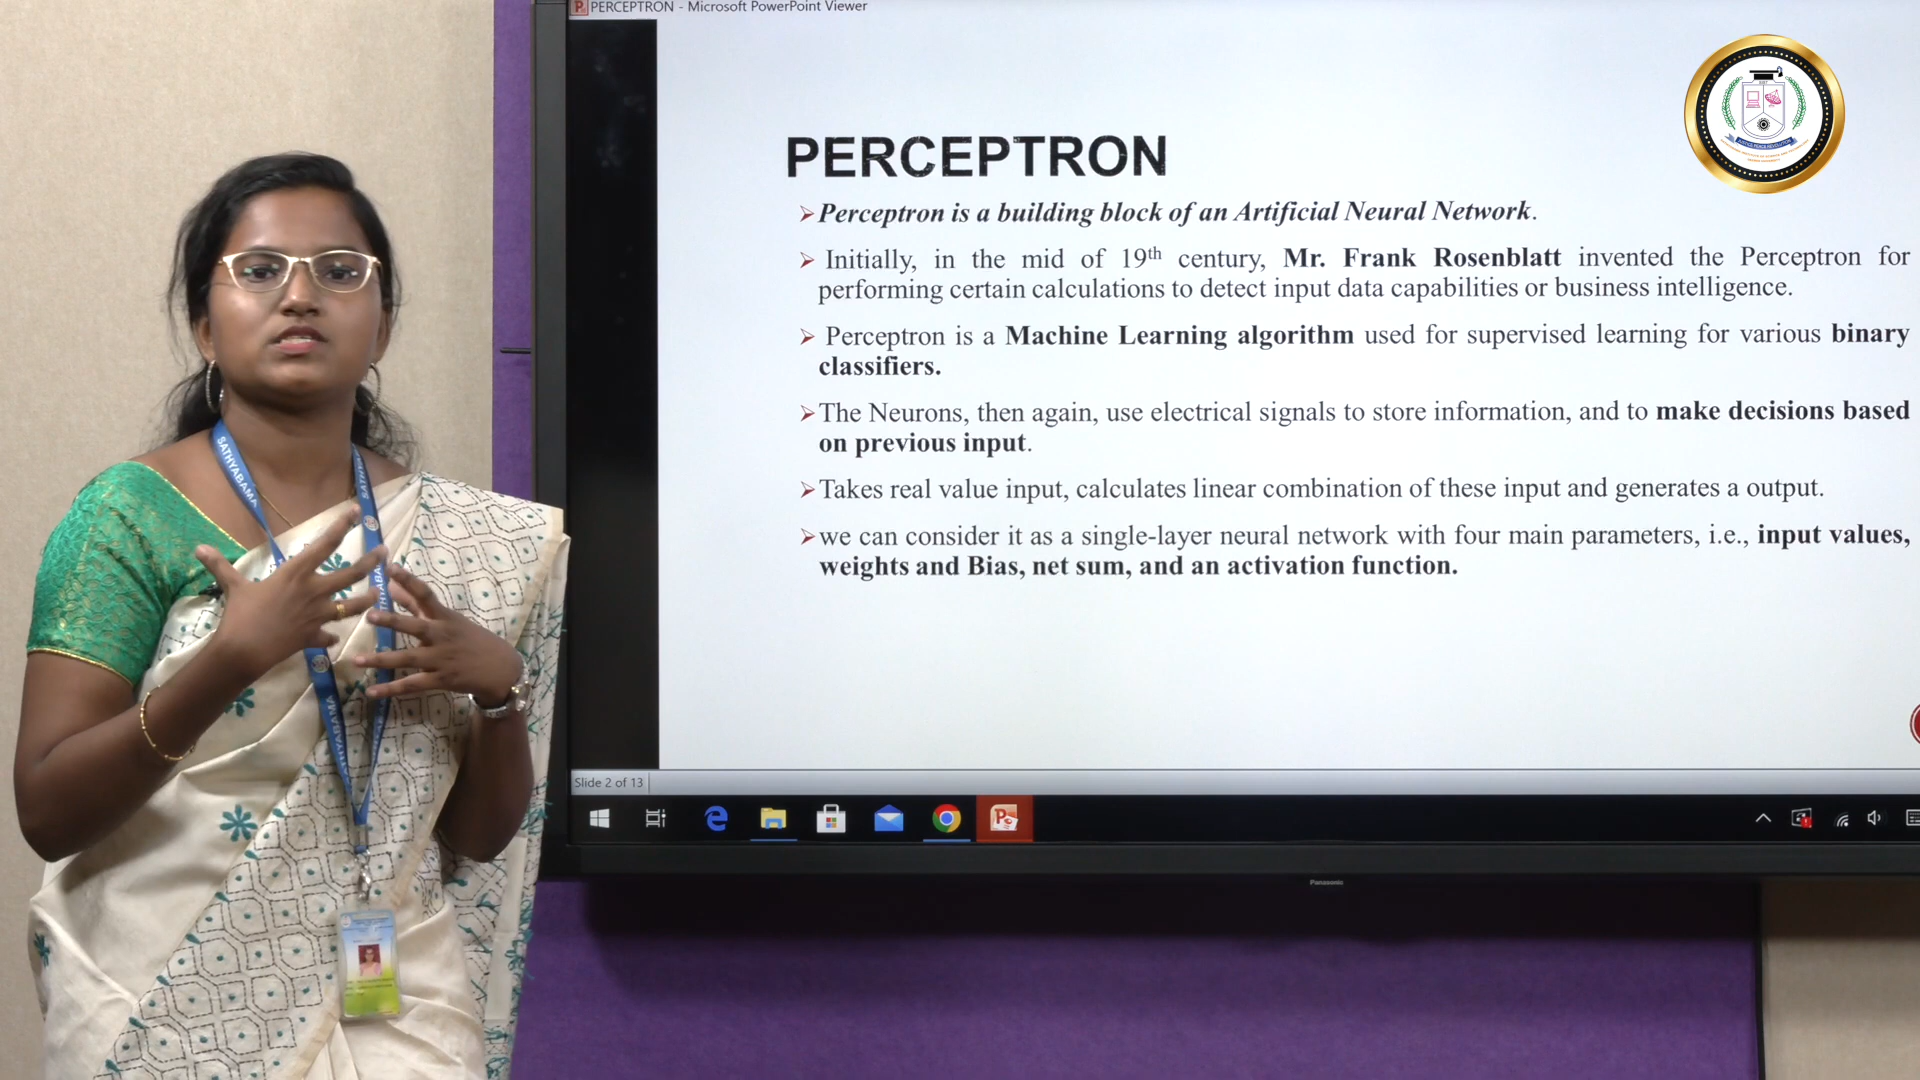 PERCEPTRON - Microsoft PowerPoint Viewer
PERCEPTRON
➢Perceptron is a building block of an Artificial Neural Network.
➢ Initially, in the mid of 19th century, Mr. Frank Rosenblatt invented the Perceptron for
performing certain calculations to detect input data capabilities or business intelligence.
➢ Perceptron is a Machine Learning algorithm used for supervised learning for various binary
classifiers.
➢The Neurons, then again, use electrical signals to store information, and to make decisions based
on previous input.
➢Takes real value input, calculates linear combination of these input and generates a output.
➢we can consider it as a single-layer neural network with four main parameters, i.e., input values,
weights and Bias, net sum, and an activation function.
Slide 2 of 13
Panasonic
SATHYABAMA
SATHYA
SATHYABAMA